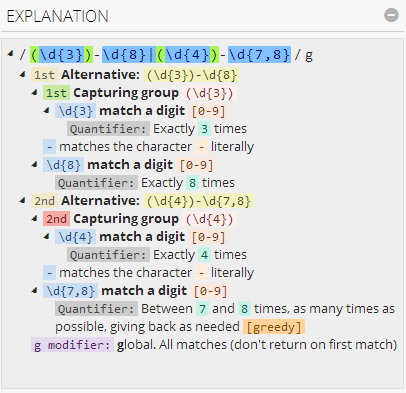 EXPLANATION
/ (\d{3})-\d{8}|(\d{4})-\d{7,8} / g
1st Alternative: (\d{3})-\d{8}
1st Capturing group (\d{3})
\d{3} match a digit [0-9]
Quantifier: Exactly 3 times
- matches the character - literally
\d{8} match a digit [0-9]
Quantifier: Exactly 8 times
2nd Alternative: (\d{4})-\d{7,8}
2nd Capturing group (\d{4})
\d{4} match a digit [0-9]
Quantifier: Exactly 4 times
- matches the character - literally
\d{7,8} match a digit [0-9]
Quantifier: Between 7 and 8 times, as many times as
possible, giving back as needed [greedy]
g modifier: global. All matches (don't return on first match)